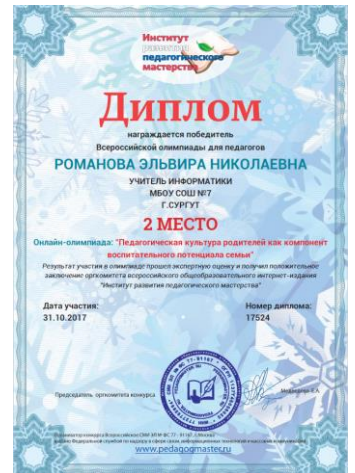 Институт
развития
педагогического
мастерства
Диплом
награждается победитель
Всероссийской олимпиады для педагогов
РОМАНОВА ЭЛЬВИРА НИКОЛАЕВНА
УЧИТЕЛЬ ИНФОРМАТИКИ
МБОУ СОШ №7
Г.СУРГУТ
2 МЕСТО
Онлайн-олимпиада: "Педагогическая культура родителей как компонент
воспитательного потенциала семьи"
Результат участия в олимпиаде прошел экспертную оценку и получил положительное
заключение оргкомитета всероссийского общеобразовательного интернет-издания
"Институт развития педагогического мастерства"
Дата участия:
31.10.2017
Номер диплома:
17524
Председатель оргкомитета конкурса
www.pedagogmaster.ru